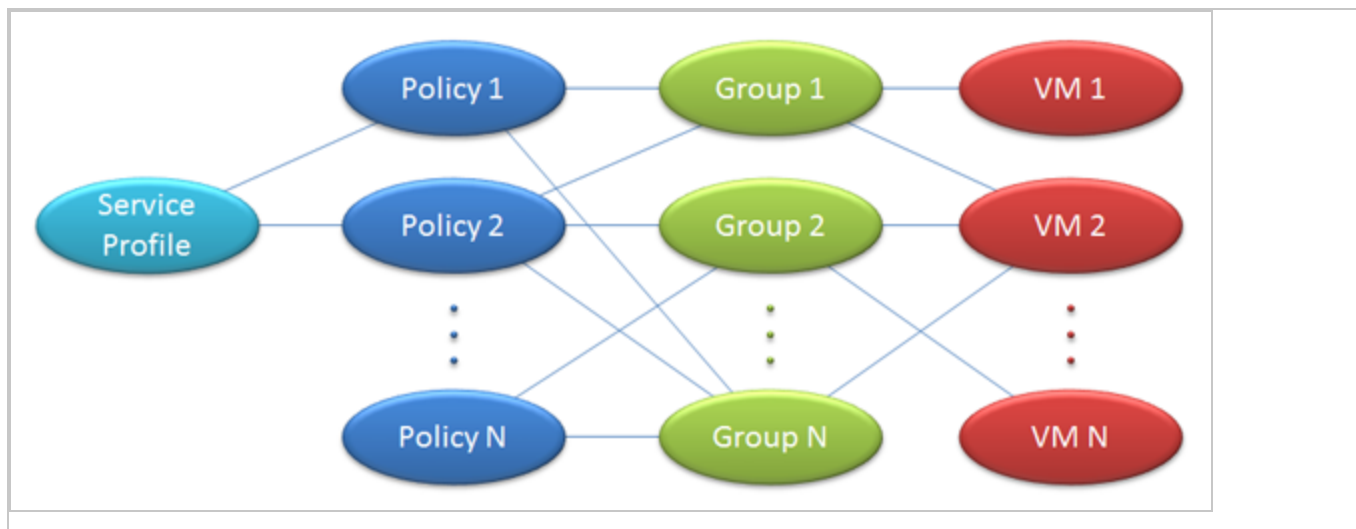 Policy 1
Group 1
VM 1
Service
Profile
Policy 2
Group 2
VM 2
Policy N
Group N
VM N